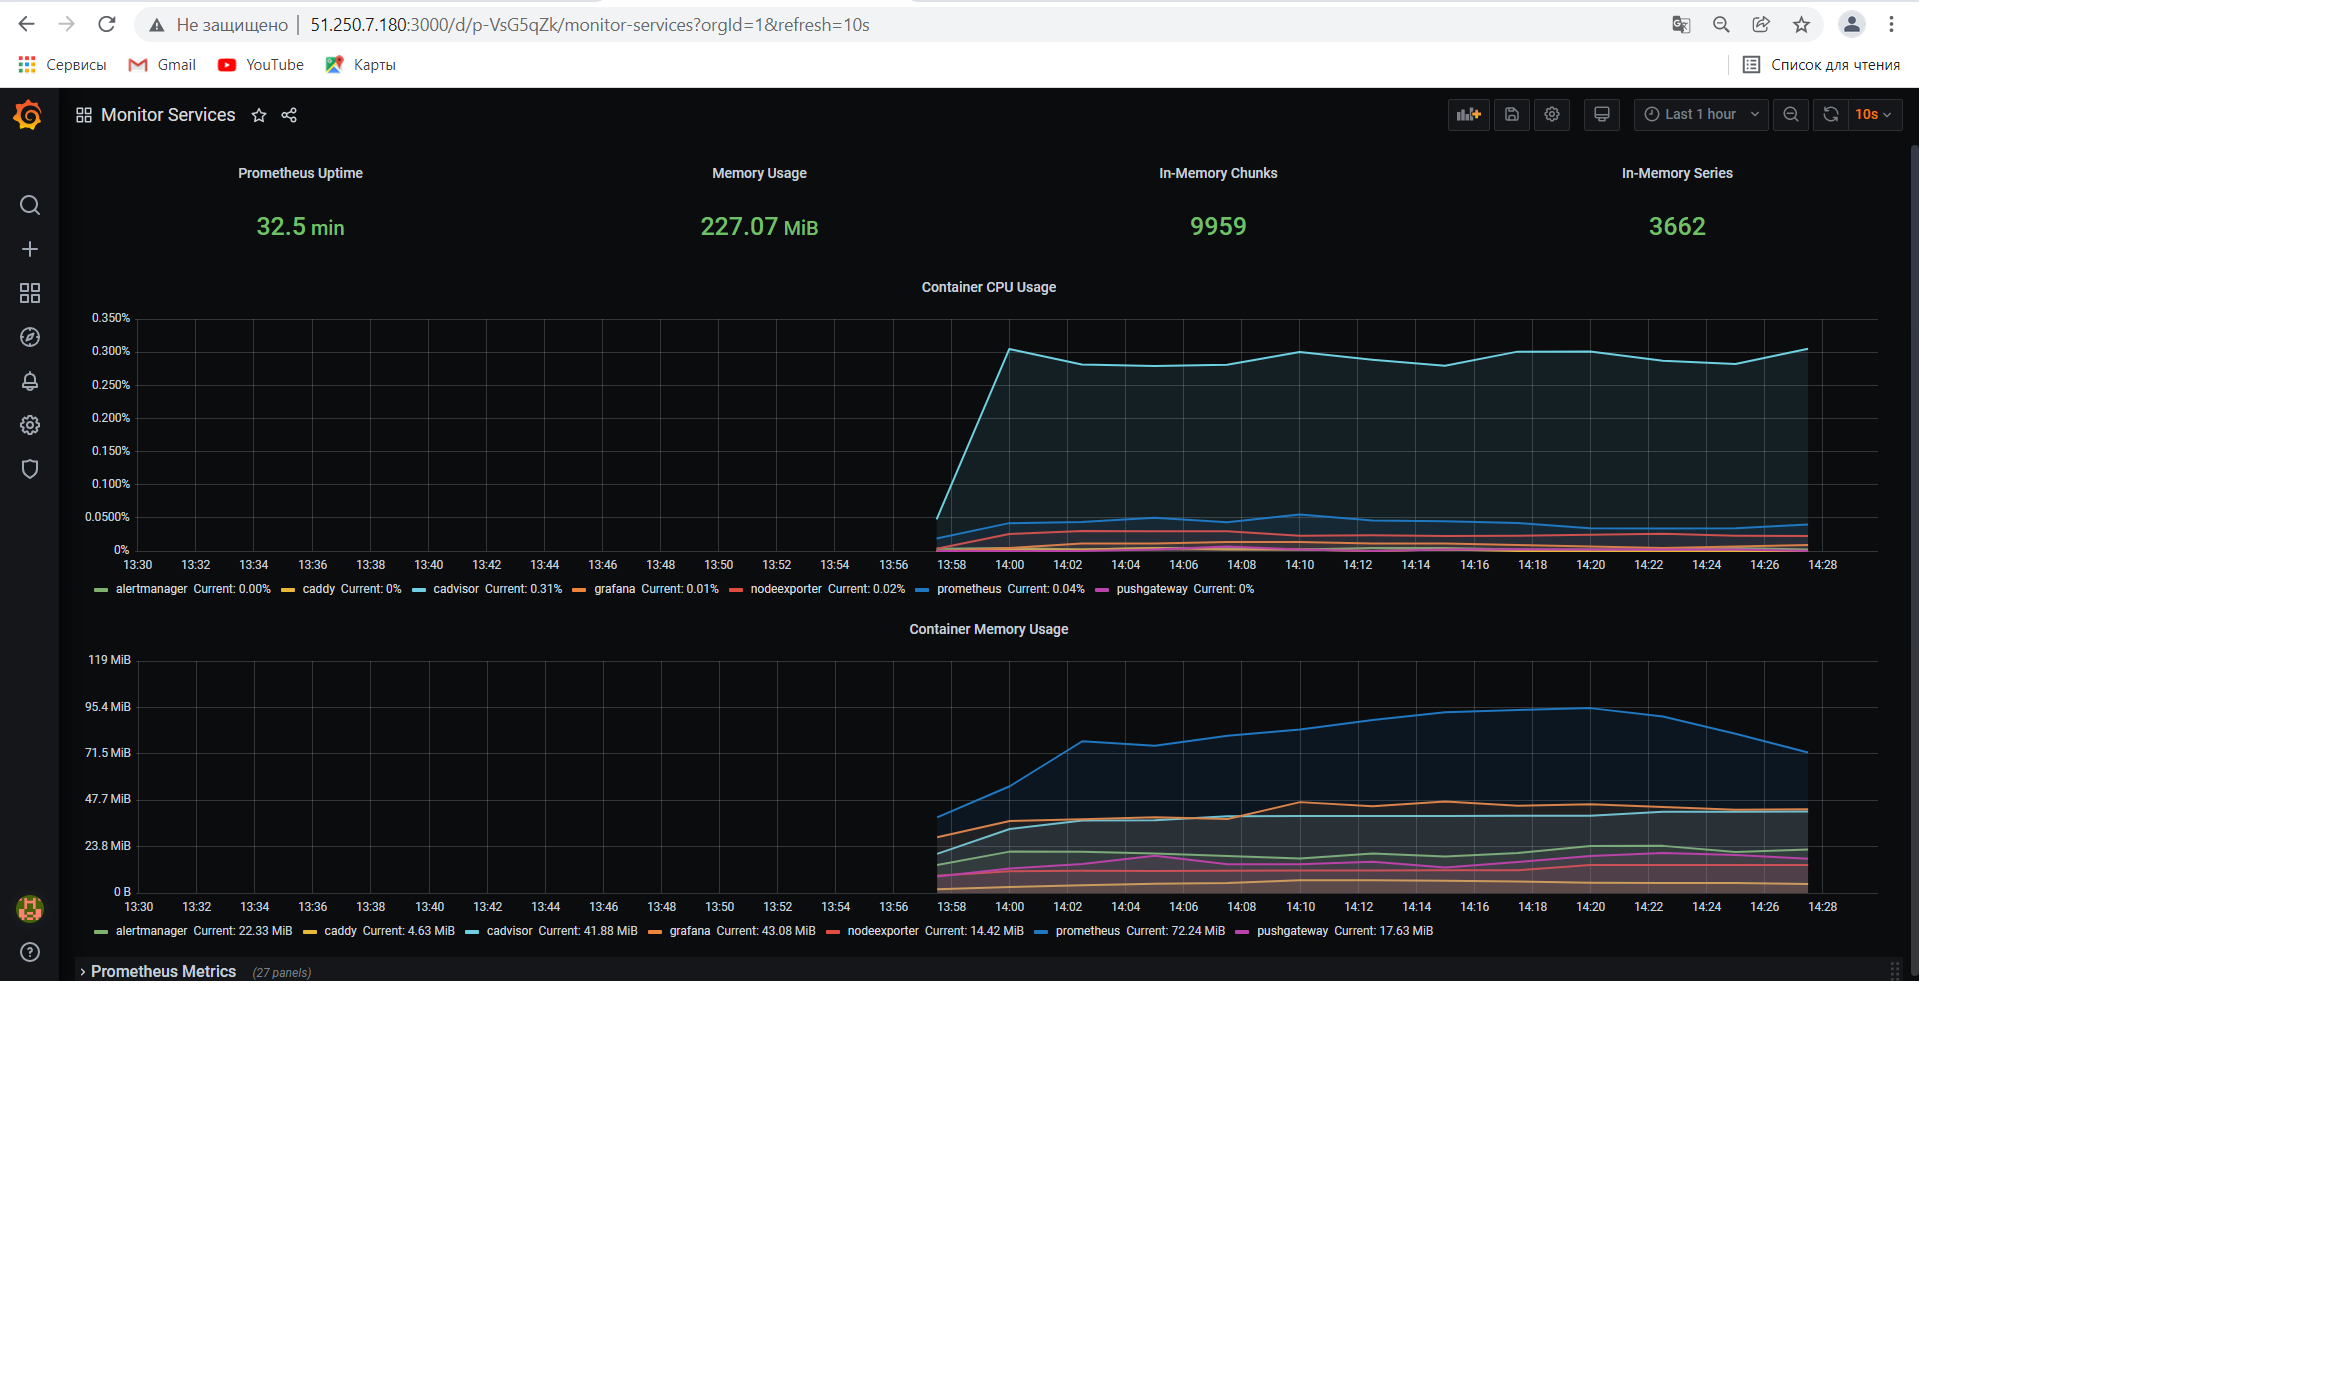 Не защищено | 51.250.7.180:3000/d/p-VsG5qZk/monitor-services?orgId=1&refresh=10s
Сервисы Gmail YouTube Карты Список для чтения
Monitor Services Last 1 hour 10s
Prometheus Uptime Memory Usage In-Memory Chunks In-Memory Series
32.5 min 227.07 MiB 9959 3662
Container CPU Usage
0.350%
0.300%
0.250%
0.200%
0.150%
0.100%
0.0500%
0%
13:30 13:32 13:34 13:36 13:38 13:40 13:42 13:44 13:46 13:48 13:50 13:52 13:54 13:56 13:58 14:00 14:02 14:04 14:06 14:08 14:10 14:12 14:14 14:16 14:18 14:20 14:22 14:24 14:26 14:28
alertmanager Current: 0.00% caddy Current: 0% cadvisor Current: 0.31% grafana Current: 0.01% nodeexporter Current: 0.02% prometheus Current: 0.04% pushgateway Current: 0%
Container Memory Usage
119 MiB
95.4 MiB
71.5 MiB
47.7 MiB
23.8 MiB
0 B
13:30 13:32 13:34 13:36 13:38 13:40 13:42 13:44 13:46 13:48 13:50 13:52 13:54 13:56 13:58 14:00 14:02 14:04 14:06 14:08 14:10 14:12 14:14 14:16 14:18 14:20 14:22 14:24 14:26 14:28
alertmanager Current: 22.33 MiB caddy Current: 4.63 MiB cadvisor Current: 41.88 MiB grafana Current: 43.08 MiB nodeexporter Current: 14.42 MiB prometheus Current: 72.24 MiB pushgateway Current: 17.63 MiB
Prometheus Metrics (27 panels)